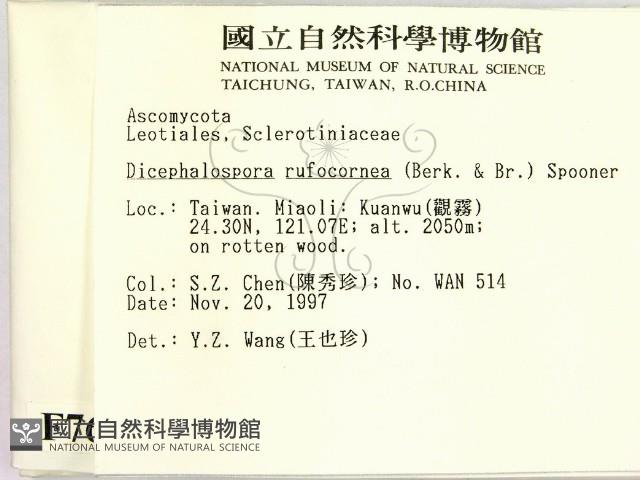 國立自然科學博物館
NATIONAL MUSEUM OF NATURAL SCIENCE
TAICHUNG, TAIWAN, R.O.CHINA
Ascomycota
Leotiales, Sclerotiniaceae
Dicephalospora rufocornea (Berk. & Br.) Spooner
Loc.: Taiwan. Miaoli: Kuanwu(觀霧)
24.30N, 121.07E; alt. 2050m;
on rotten wood.
Col.: S.Z. Chen(陳秀珍); No. WAN 514
Date: Nov. 20, 1997
Det.: Y.Z. Wang(王也珍)
國立自然科學博物館
NATIONAL MUSEUM OF NATURAL SCIENCE